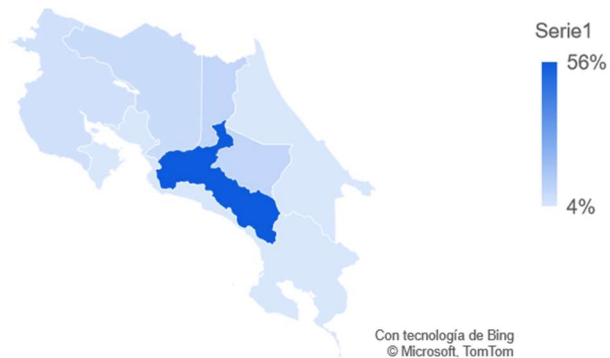 Serie1
56%
4%
Con tecnología de Bing
© Microsoft, TomTom